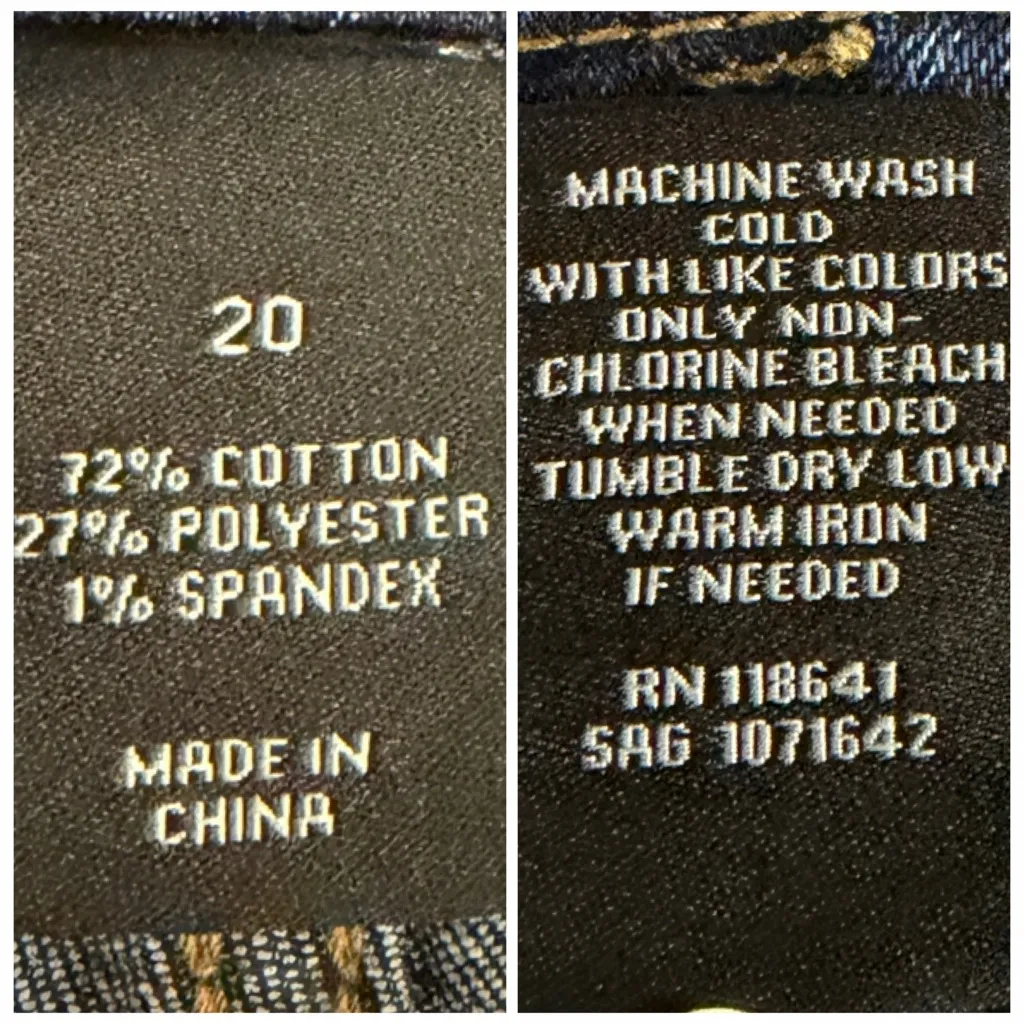 20
72% COTTON
27% POLYESTER
1% SPANDEX
MADE IN
CHINA
MACHINE WASH
COLD
WITH LIKE COLORS
ONLY NON-
CHLORINE BLEACH
WHEN NEEDED
TUMBLE DRY LOW
WARM IRON
IF NEEDED
RN 118641
SAG 1071642